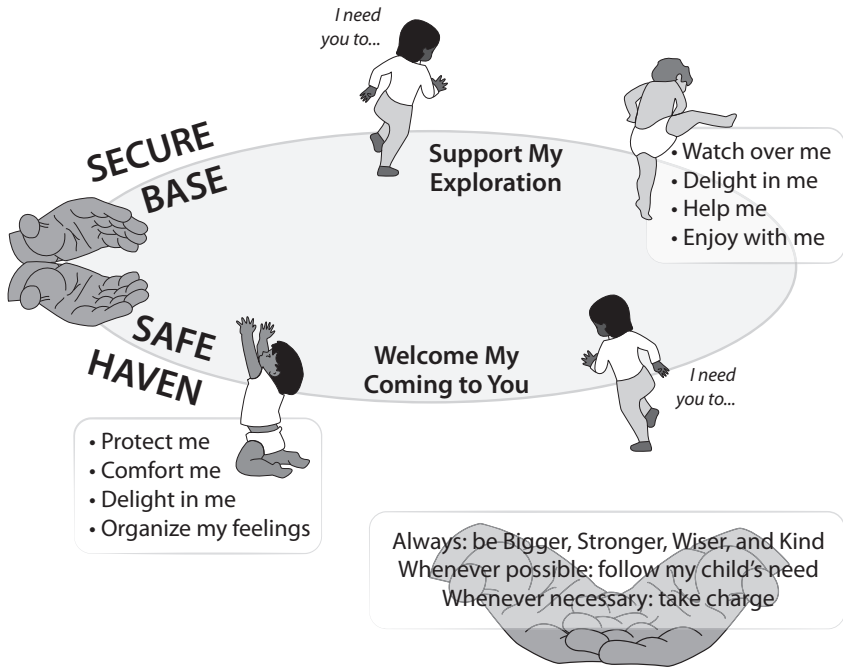 I need
you to...
SECURE
BASE
Support My
Exploration
• Watch over me
• Delight in me
• Help me
• Enjoy with me
SAFE
HAVEN
Welcome My
Coming to You
I need
you to...
• Protect me
• Comfort me
• Delight in me
• Organize my feelings
Always: be Bigger, Stronger, Wiser, and Kind
Whenever possible: follow my child’s need
Whenever necessary: take charge